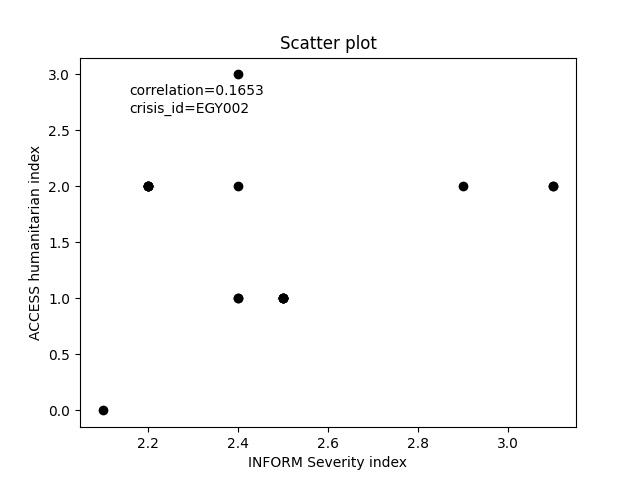 Scatter plot
3.0
correlation=0.1653
crisis_id=EGY002
2.5
2.0
1.5
1.0
0.5
0.0
ACCESS humanitarian index
2.2 2.4 2.6 2.8 3.0
INFORM Severity index